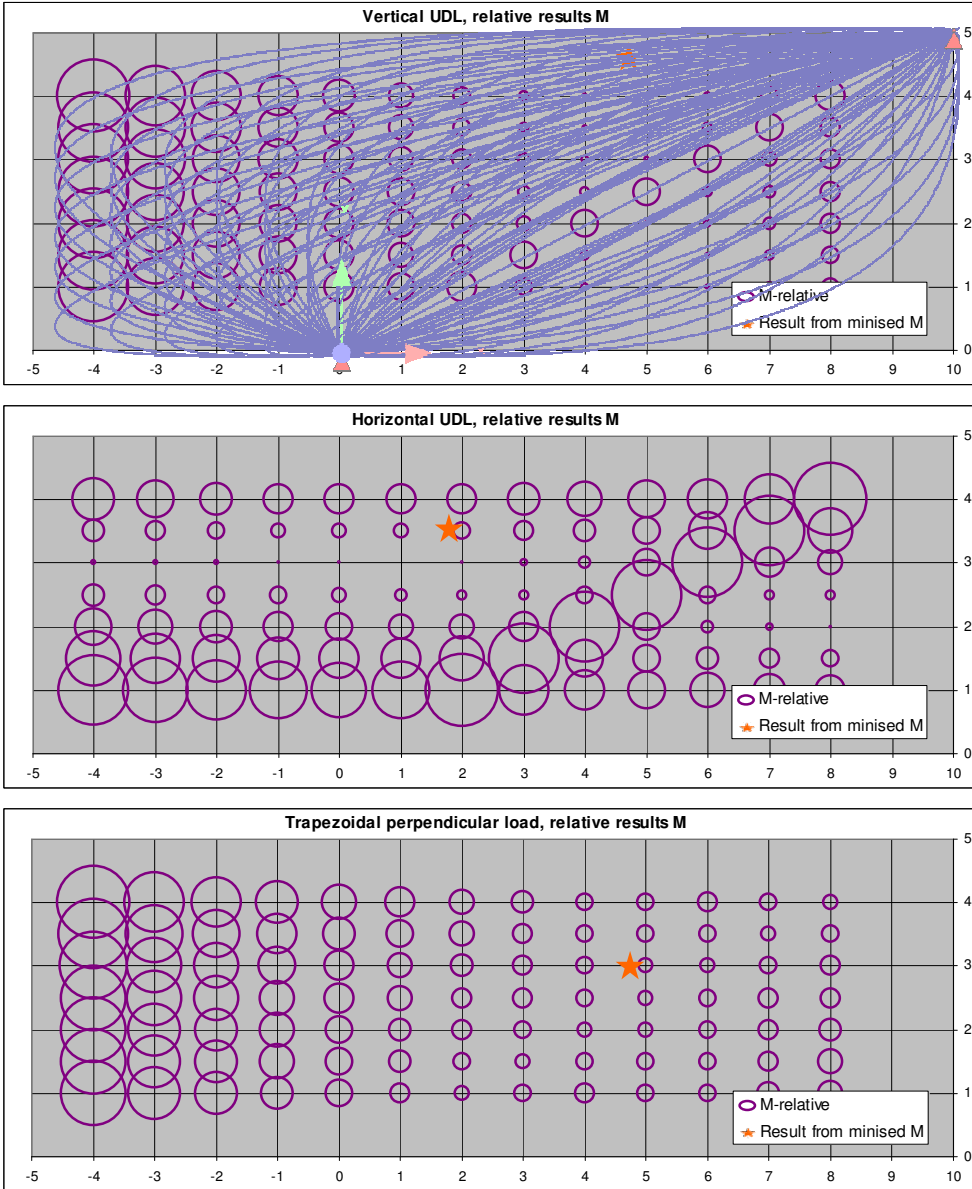 Vertical UDL, relative results M
5
4
3
2
1
0
M-relative
Result from minised M
-5 -4 -3 -2 -1 0 1 2 3 4 5 6 7 8 9 10
Horizontal UDL, relative results M
5
4
3
2
1
0
M-relative
Result from minised M
-5 -4 -3 -2 -1 0 1 2 3 4 5 6 7 8 9 10
Trapezoidal perpendicular load, relative results M
5
4
3
2
1
0
M-relative
Result from minised M
-5 -4 -3 -2 -1 0 1 2 3 4 5 6 7 8 9 10